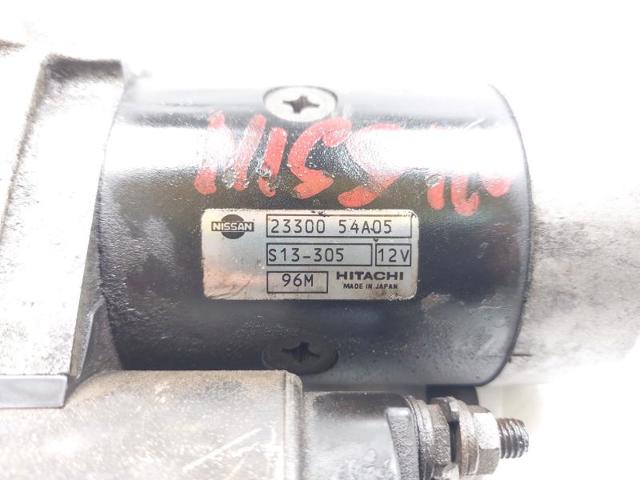 NISSAN
NISSAN 23300 54A05
S13-305 12V
96M HITACHI
MADE IN JAPAN